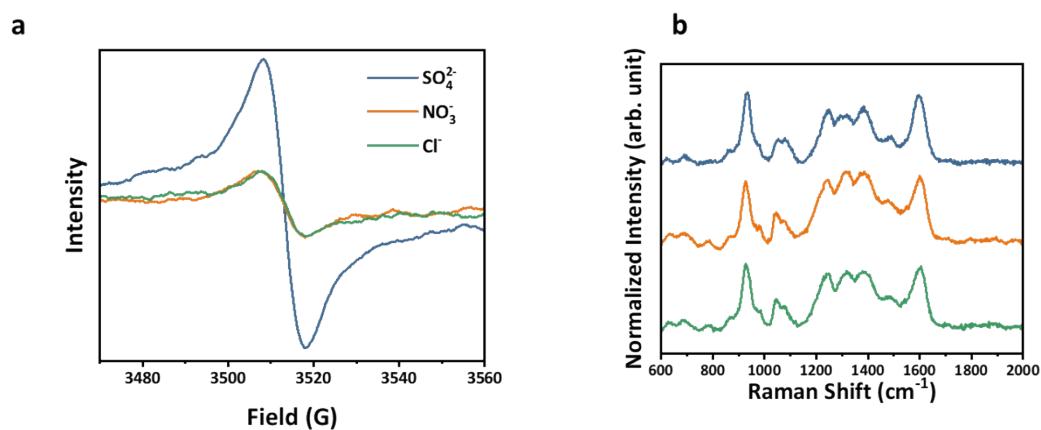 a
Intensity
SO₄²⁻
NO₃⁻
Cl⁻
3480 3500 3520 3540 3560
Field (G)
b
Normalized Intensity (arb. unit)
600 800 1000 1200 1400 1600 1800 2000
Raman Shift (cm⁻¹)